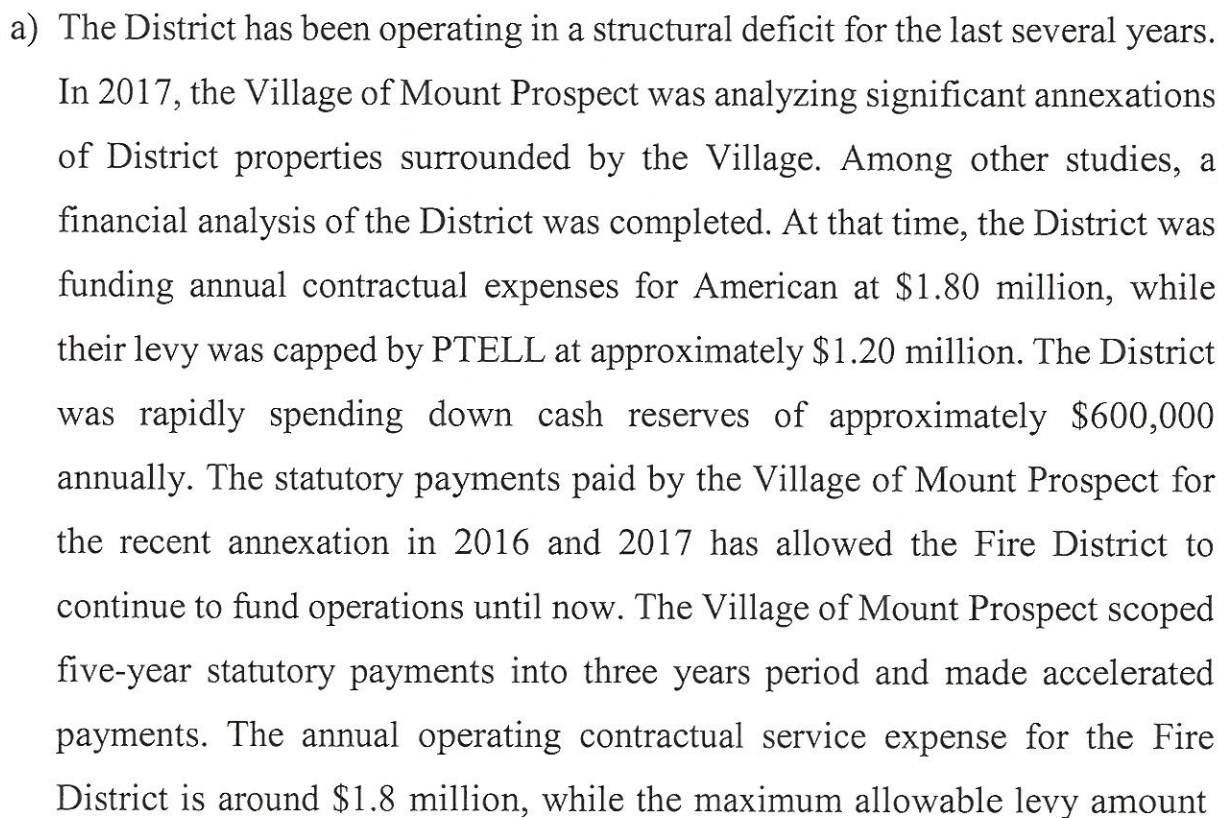 a) The District has been operating in a structural deficit for the last several years.
In 2017, the Village of Mount Prospect was analyzing significant annexations
of District properties surrounded by the Village. Among other studies, a
financial analysis of the District was completed. At that time, the District was
funding annual contractual expenses for American at $1.80 million, while
their levy was capped by PTELL at approximately $1.20 million. The District
was rapidly spending down cash reserves of approximately $600,000
annually. The statutory payments paid by the Village of Mount Prospect for
the recent annexation in 2016 and 2017 has allowed the Fire District to
continue to fund operations until now. The Village of Mount Prospect scoped
five-year statutory payments into three years period and made accelerated
payments. The annual operating contractual service expense for the Fire
District is around $1.8 million, while the maximum allowable levy amount